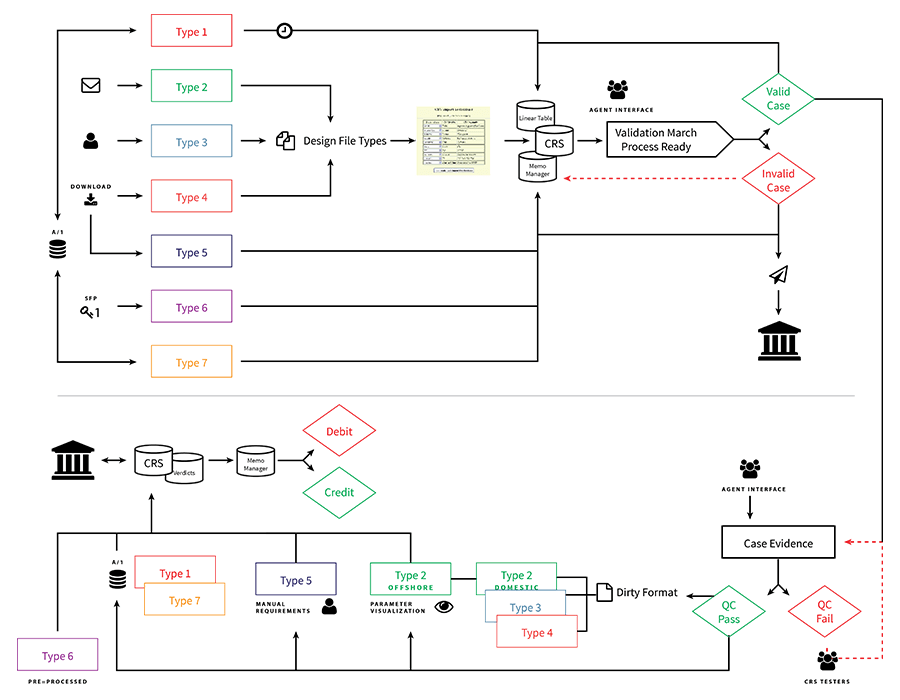 Type 1
Type 2
Type 3
Type 4
Type 5
Type 6
Type 7
DOWNLOAD
A/1
SFP
1
Design File Types
Linear Table
CRS
Memo
Manager
AGENT INTERFACE
Validation March
Process Ready
Valid
Case
Invalid
Case
CRS
Verdicts
Memo
Manager
Debit
Credit
A/1
Type 1
Type 7
Type 5
MANUAL
REQUIREMENTS
Type 2
OFFSHORE
PARAMETER
VISUALIZATION
Type 2
DOMESTIC
Type 3
Type 4
Dirty Format
Type 6
PRE=PROCESSED
AGENT INTERFACE
Case Evidence
QC
Pass
QC
Fail
CRS TESTERS